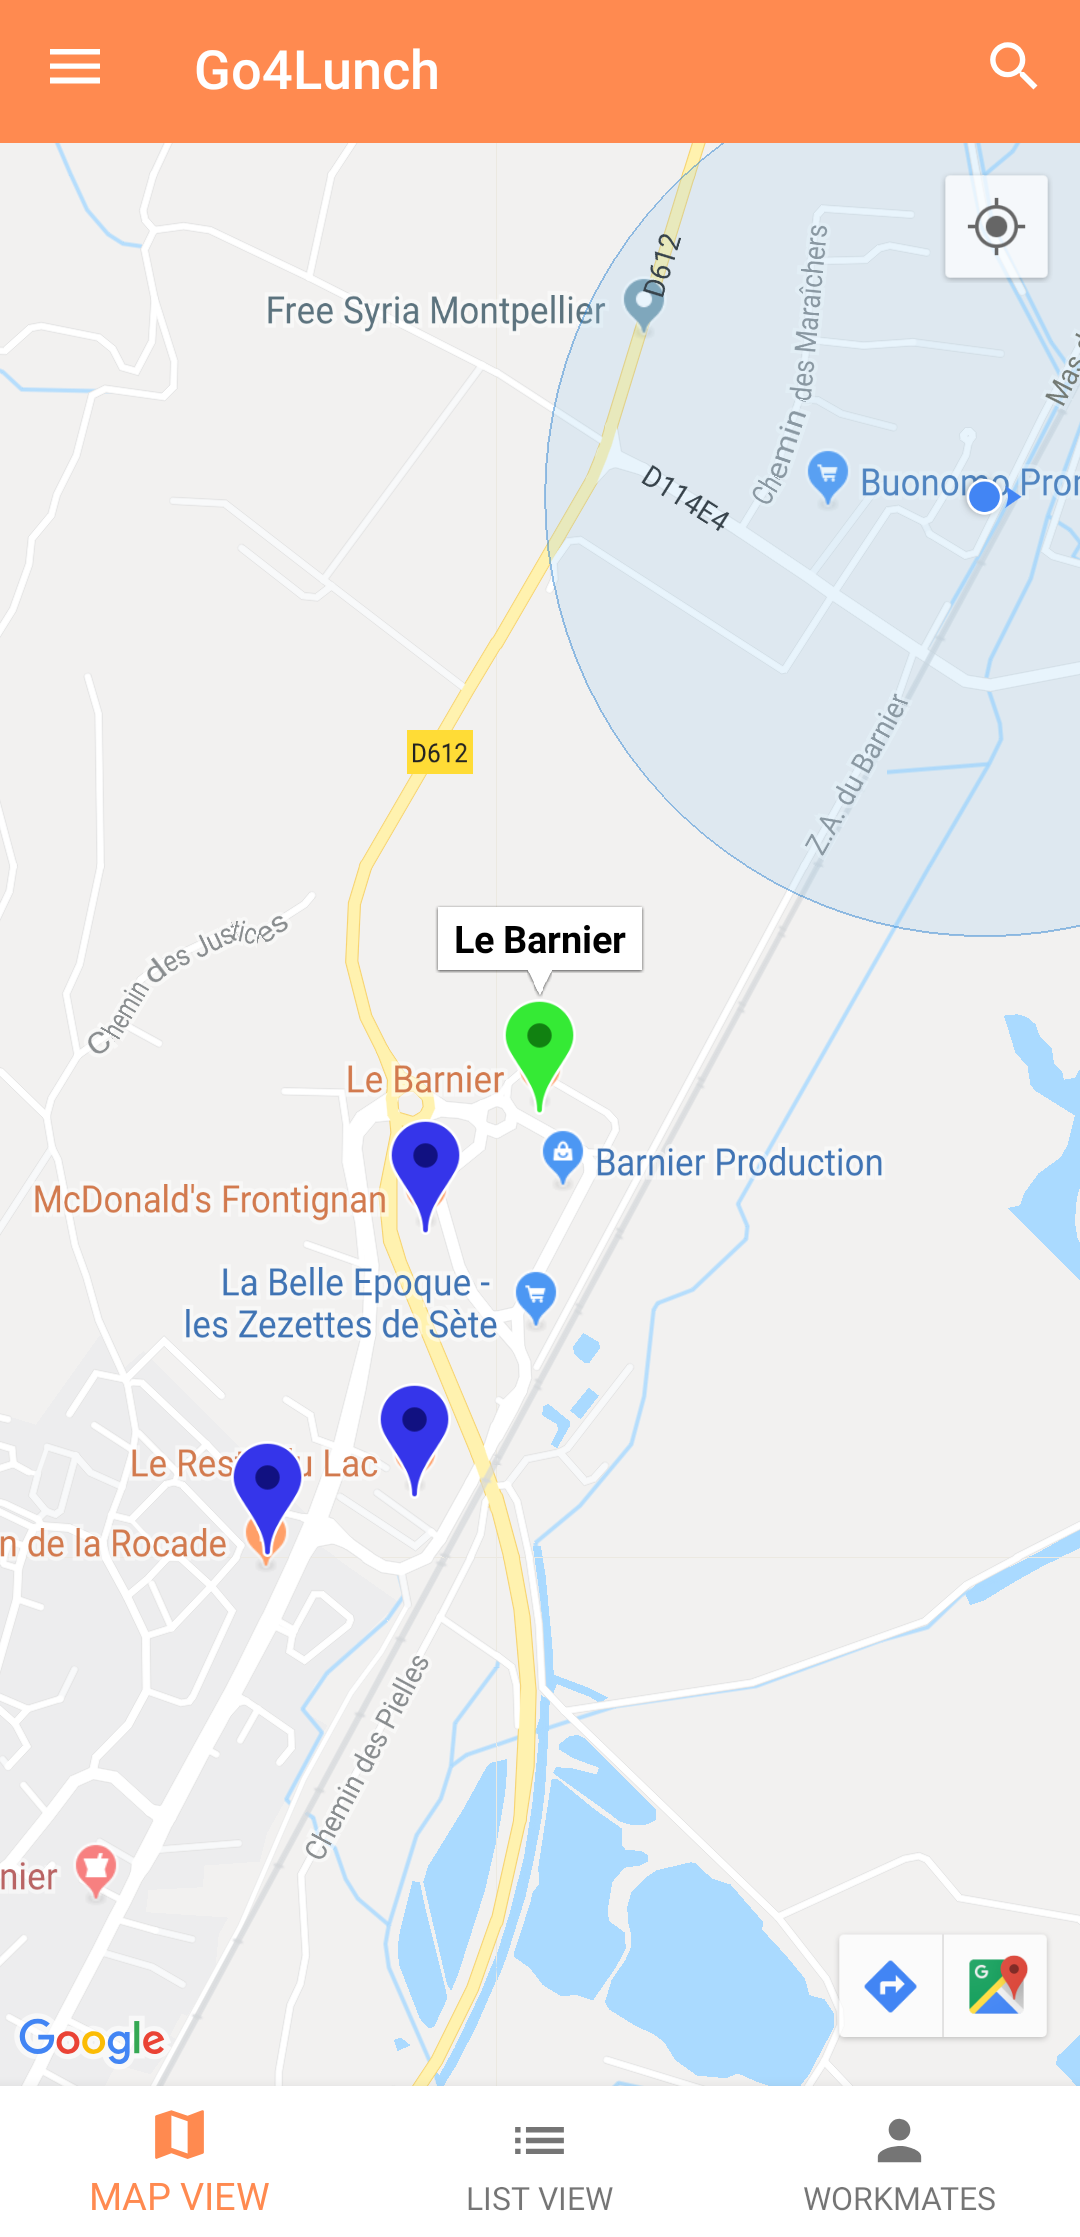 Go4Lunch
D612
Free Syria Montpellier
Chemin des Maraîchers
Mas d
D114E4
Buonomo Pror
D612
Z.A. du Barnier
Chemin des Justices
Le Barnier
Le Barnier
Barnier Production
McDonald's Frontignan
La Belle Epoque -
les Zezettes de Sète
Le Res u Lac
n de la Rocade
Chemin des Pielles
nier
G
Google
MAP VIEW
LIST VIEW
WORKMATES